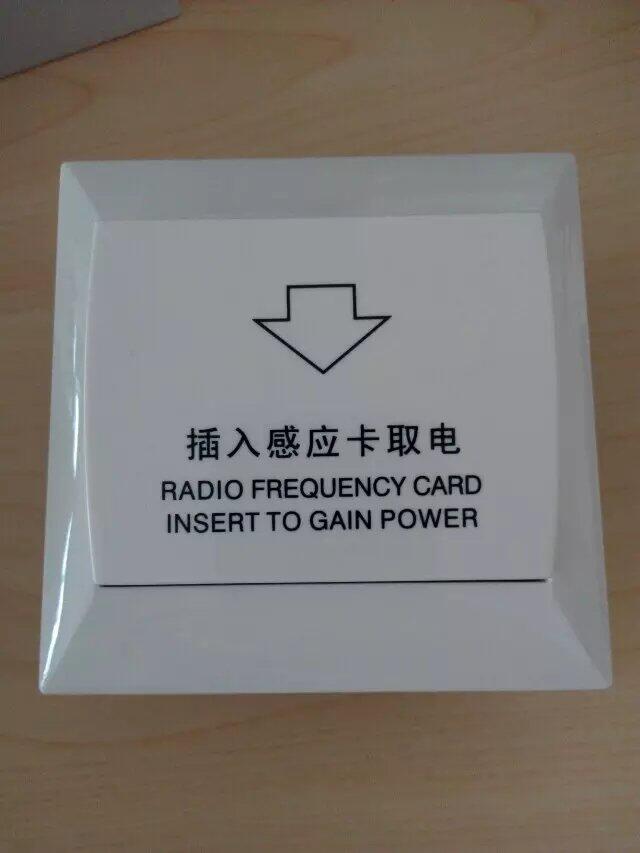 插入感应卡取电
RADIO FREQUENCY CARD
INSERT TO GAIN POWER